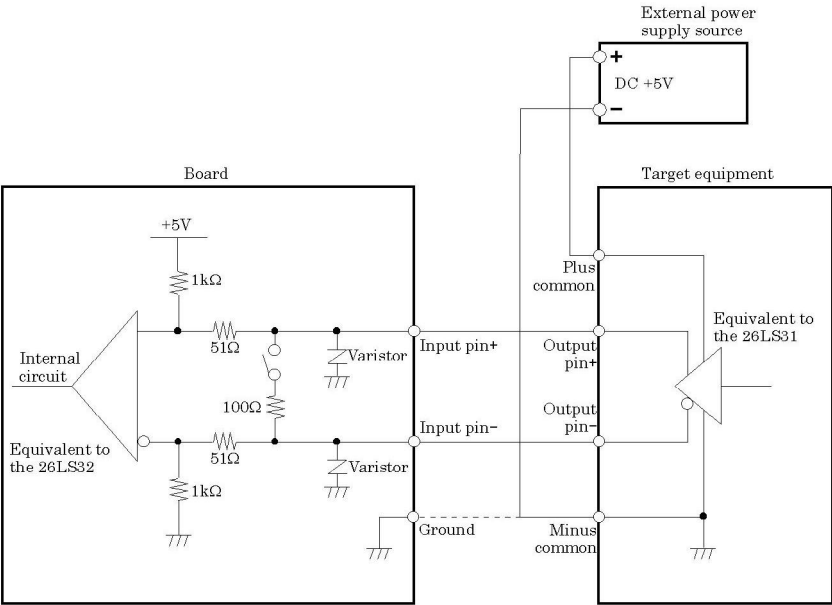 External power
supply source
+
DC +5V
−
Board
Target equipment
+5V
1kΩ
Plus
common
Equivalent to
the 26LS31
51Ω
Varistor
Input pin+
Output
pin+
Internal
circuit
100Ω
Output
pin−
Input pin−
Equivalent to
the 26LS32
51Ω
Varistor
1kΩ
Ground
Minus
common